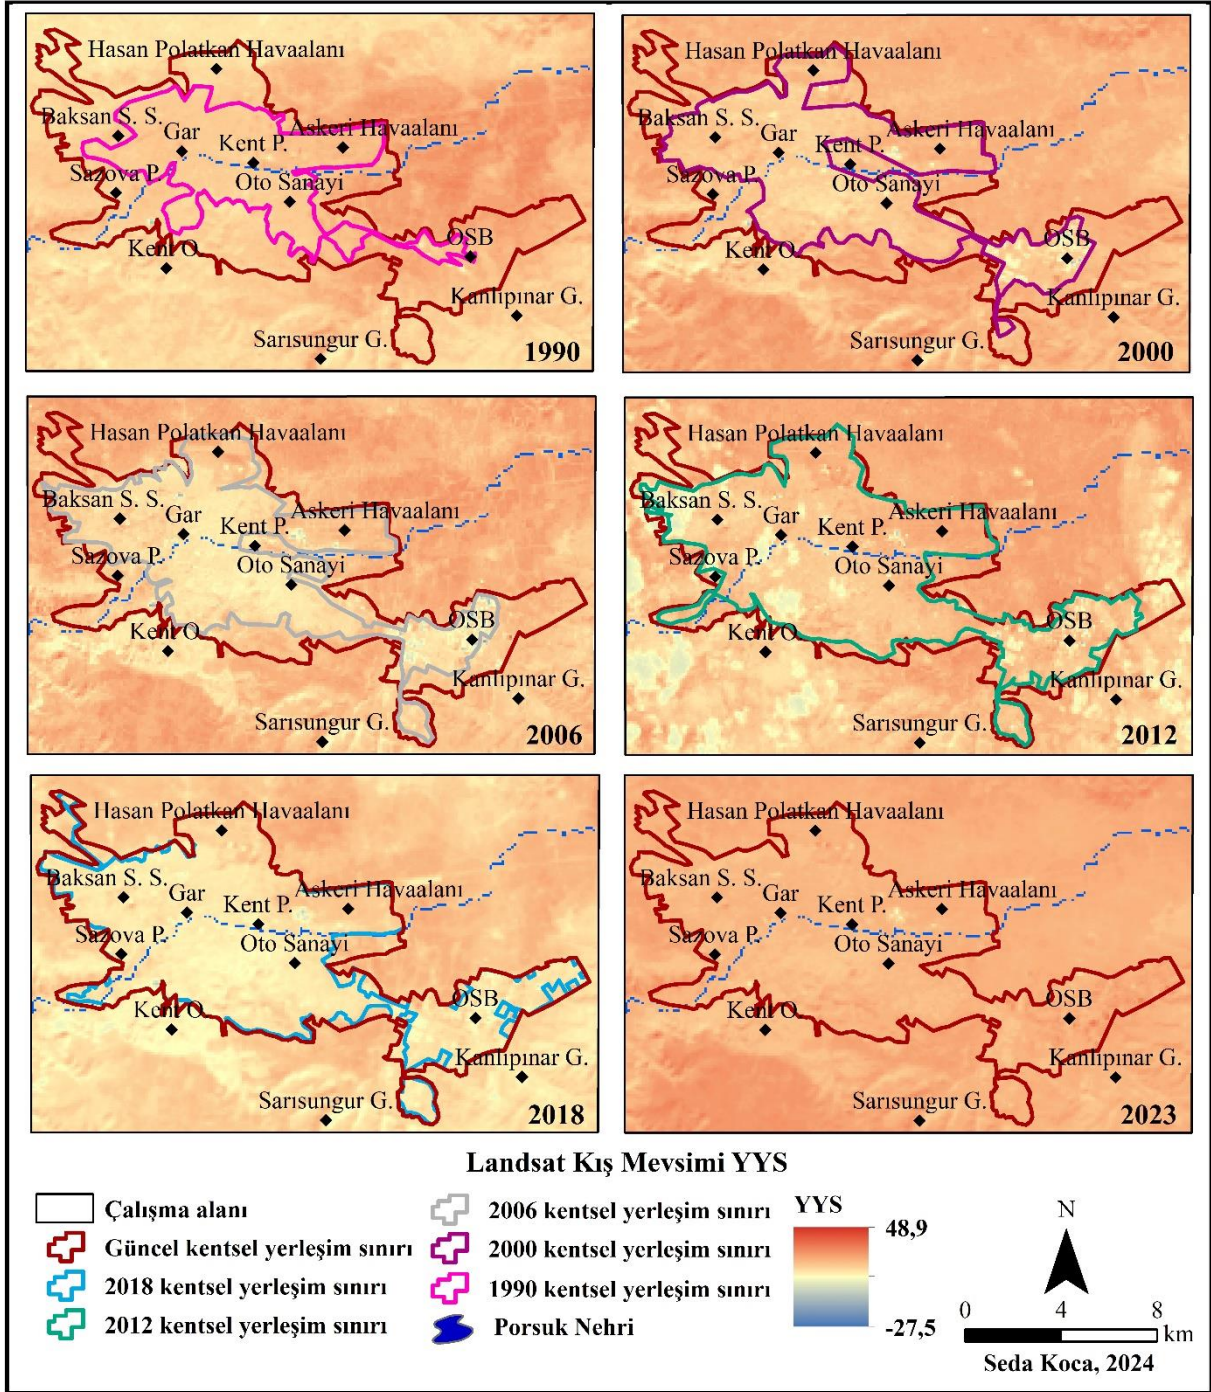 Hasan Polatkan Havaalanı
Baksan S. S.
Gar
Kent P.
Askeri Havaalanı
Sazova P.
Oto Sanayi
Kent O.
OSB
Kanlıpınar G.
Sarısungur G.
1990
Hasan Polatkan Havaalanı
Baksan S. S.
Gar
Kent P.
Askeri Havaalanı
Sazova P.
Oto Sanayi
Kent O.
OSB
Kanlıpınar G.
Sarısungur G.
2000
Hasan Polatkan Havaalanı
Baksan S. S.
Gar
Kent P.
Askeri Havaalanı
Sazova P.
Oto Sanayi
Kent O.
OSB
Kanlıpınar G.
Sarısungur G.
2006
Hasan Polatkan Havaalanı
Baksan S. S.
Gar
Kent P.
Askeri Havaalanı
Sazova P.
Oto Sanayi
Kent O.
OSB
Kanlıpınar G.
Sarısungur G.
2012
Hasan Polatkan Havaalanı
Baksan S. S.
Gar
Kent P.
Askeri Havaalanı
Sazova P.
Oto Sanayi
Kent O.
OSB
Kanlıpınar G.
Sarısungur G.
2018
Hasan Polatkan Havaalanı
Baksan S. S.
Gar
Kent P.
Askeri Havaalanı
Sazova P.
Oto Sanayi
Kent O.
OSB
Kanlıpınar G.
Sarısungur G.
2023
Landsat Kış Mevsimi YYS
Çalışma alanı
Güncel kentsel yerleşim sınırı
2018 kentsel yerleşim sınırı
2012 kentsel yerleşim sınırı
2006 kentsel yerleşim sınırı
2000 kentsel yerleşim sınırı
1990 kentsel yerleşim sınırı
Porsuk Nehri
YYS
48,9
-27,5
N
0 4 8
km
Seda Koca, 2024